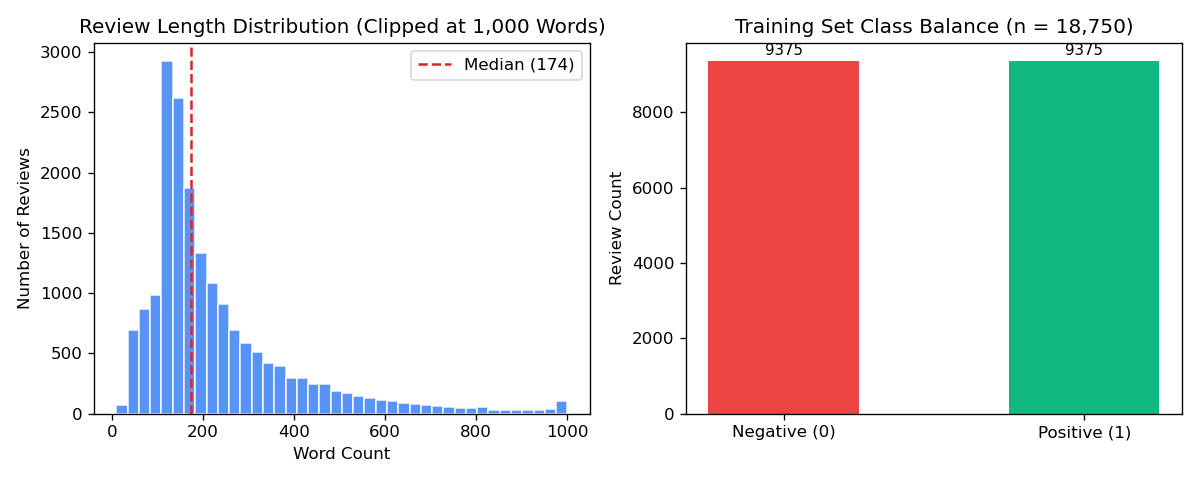 Review Length Distribution (Clipped at 1,000 Words)
Number of Reviews
3000
2500
2000
1500
1000
500
0
Median (174)
0 200 400 600 800 1000
Word Count
Training Set Class Balance (n = 18,750)
Review Count
8000
6000
4000
2000
0
9375 9375
Negative (0) Positive (1)